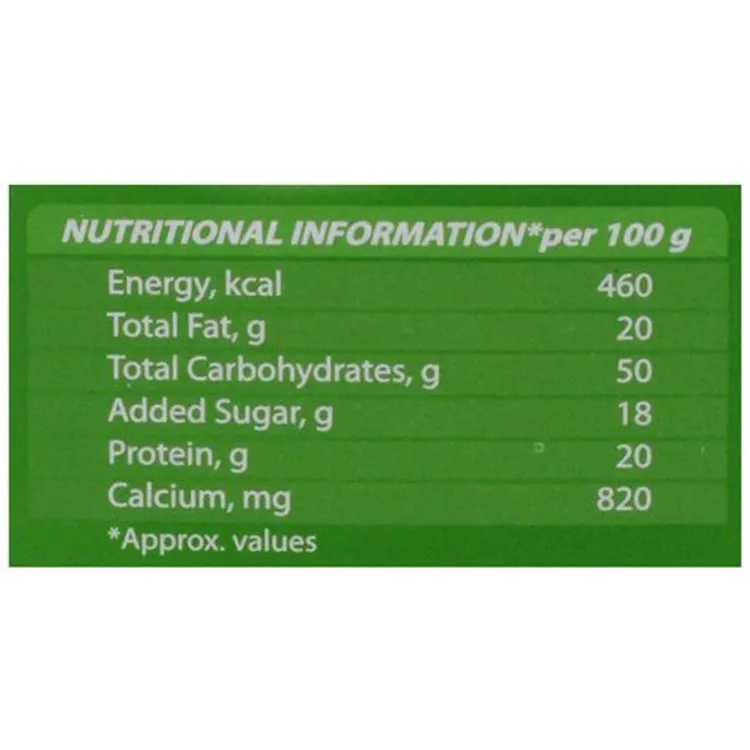 NUTRITIONAL INFORMATION*per 100 g
Energy, kcal 460
Total Fat, g 20
Total Carbohydrates, g 50
Added Sugar, g 18
Protein, g 20
Calcium, mg 820
*Approx. values